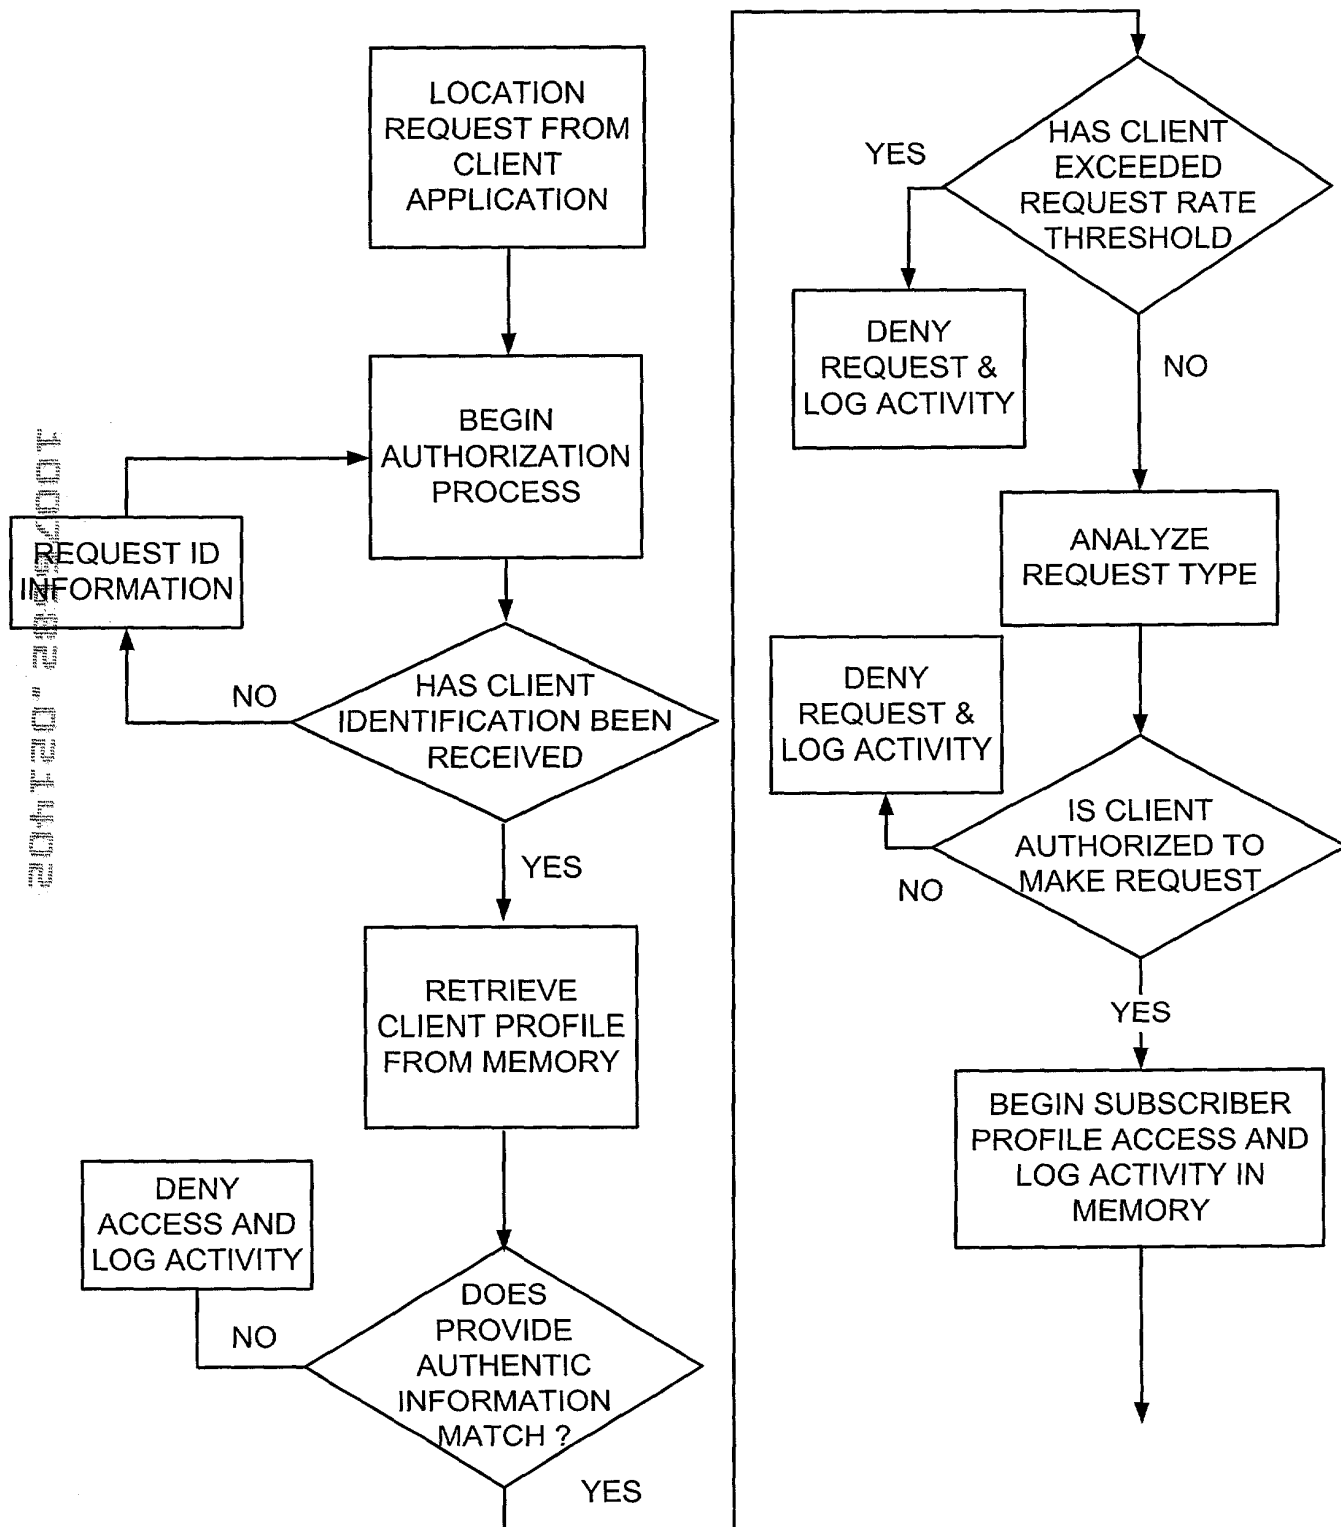 LOCATION
REQUEST FROM
CLIENT
APPLICATION
BEGIN
AUTHORIZATION
PROCESS
REQUEST ID
INFORMATION
NO
HAS CLIENT
IDENTIFICATION BEEN
RECEIVED
YES
RETRIEVE
CLIENT PROFILE
FROM MEMORY
DENY
ACCESS AND
LOG ACTIVITY
NO
DOES
PROVIDE
AUTHENTIC
INFORMATION
MATCH ?
YES
HAS CLIENT
EXCEEDED
REQUEST RATE
THRESHOLD
YES
DENY
REQUEST &
LOG ACTIVITY
NO
ANALYZE
REQUEST TYPE
DENY
REQUEST &
LOG ACTIVITY
IS CLIENT
AUTHORIZED TO
MAKE REQUEST
NO
YES
BEGIN SUBSCRIBER
PROFILE ACCESS AND
LOG ACTIVITY IN
MEMORY